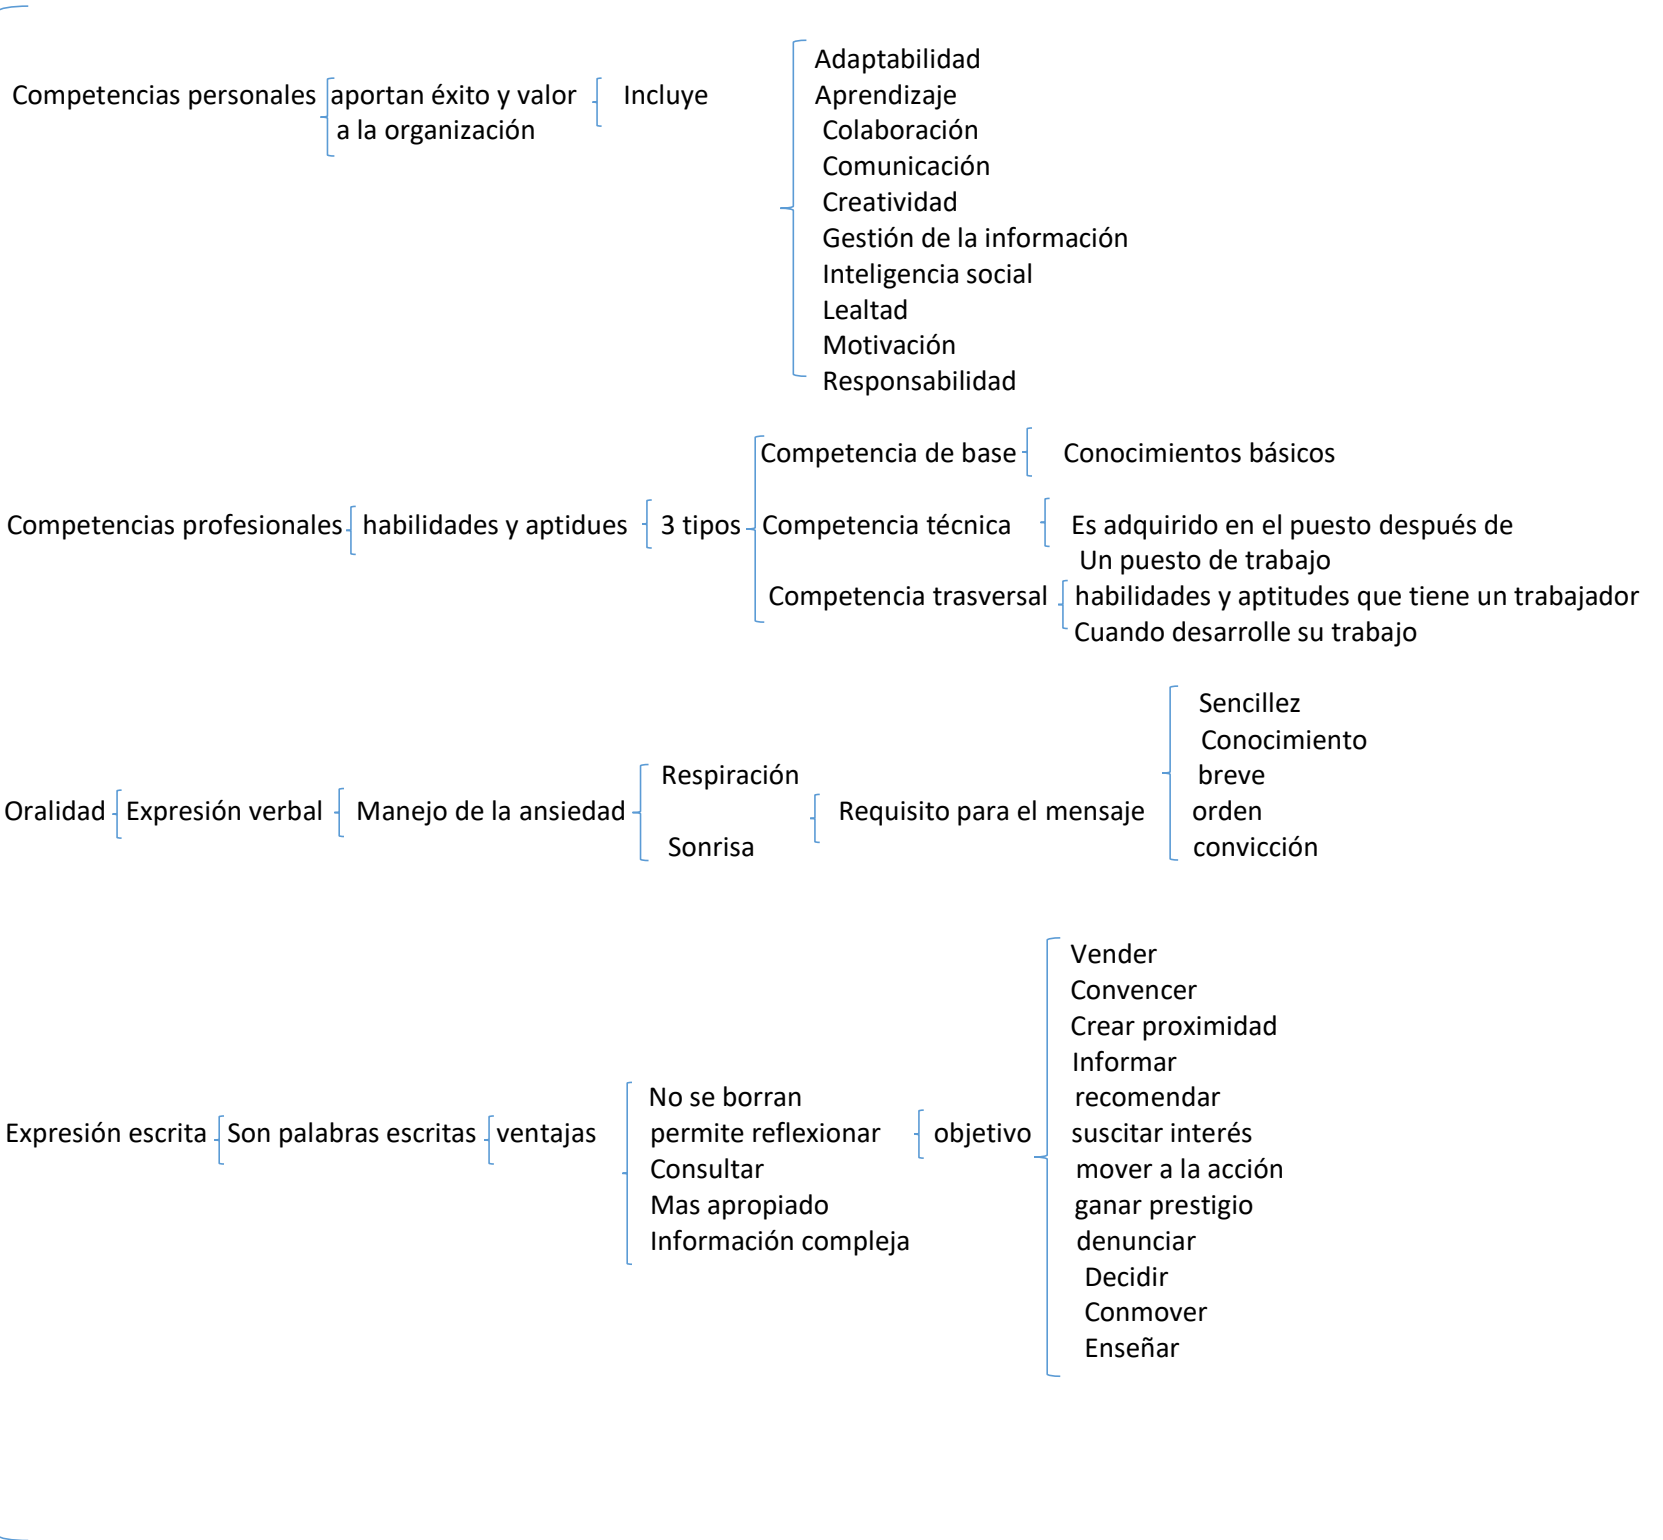 Competencias personales
aportan éxito y valor
a la organización
Incluye
Adaptabilidad
Aprendizaje
Colaboración
Comunicación
Creatividad
Gestión de la información
Inteligencia social
Lealtad
Motivación
Responsabilidad
Competencias profesionales
habilidades y aptidues
3 tipos
Competencia de base
Conocimientos básicos
Competencia técnica
Es adquirido en el puesto después de
Un puesto de trabajo
Competencia trasversal
habilidades y aptitudes que tiene un trabajador
Cuando desarrolle su trabajo
Oralidad
Expresión verbal
Manejo de la ansiedad
Respiración
Sonrisa
Requisito para el mensaje
Sencillez
Conocimiento
breve
orden
convicción
Expresión escrita
Son palabras escritas
ventajas
No se borran
permite reflexionar
Consultar
Mas apropiado
Información compleja
objetivo
Vender
Convencer
Crear proximidad
Informar
recomendar
suscitar interés
mover a la acción
ganar prestigio
denunciar
Decidir
Conmover
Enseñar